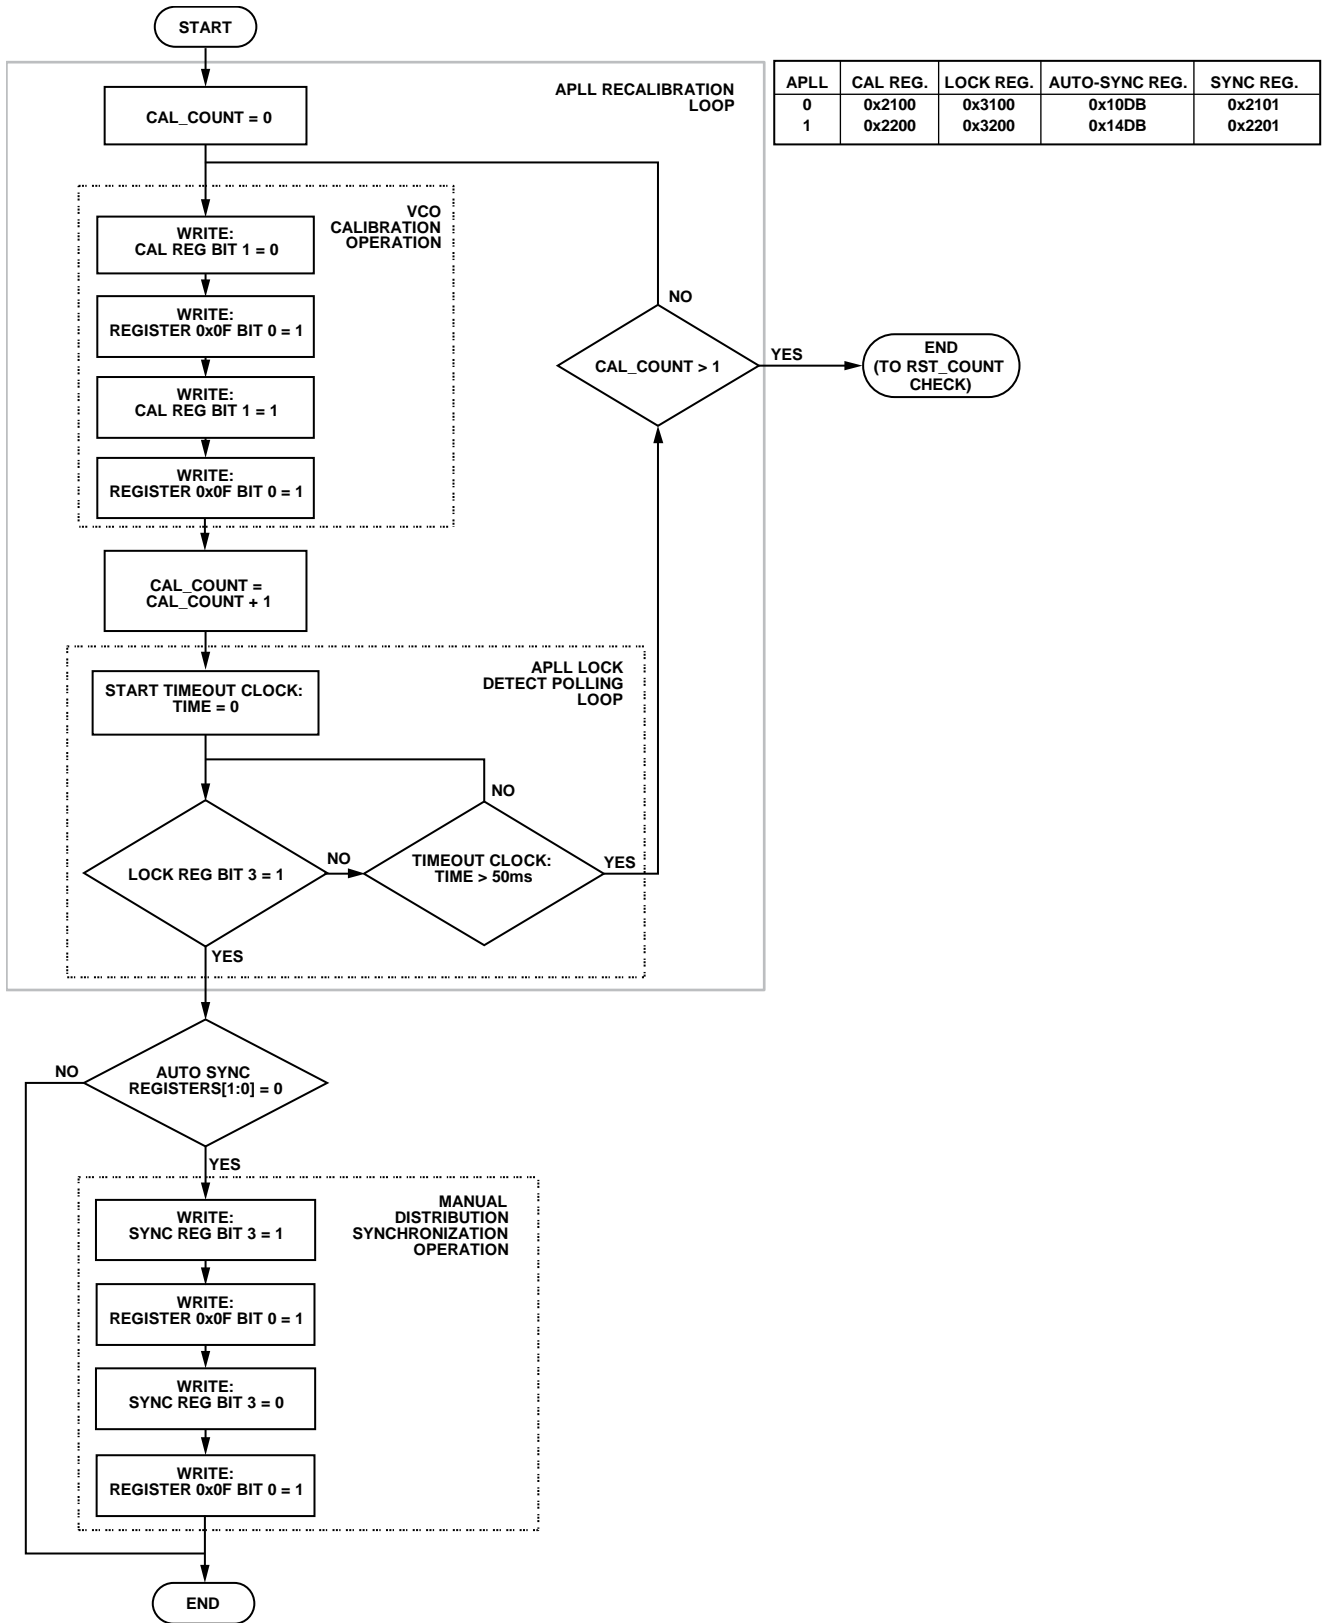 START
APLL RECALIBRATION
LOOP
CAL_COUNT = 0
APLL CAL REG. LOCK REG. AUTO-SYNC REG. SYNC REG.
0 0x2100 0x3100 0x10DB 0x2101
1 0x2200 0x3200 0x14DB 0x2201
VCO
CALIBRATION
OPERATION
WRITE:
CAL REG BIT 1 = 0
WRITE:
REGISTER 0x0F BIT 0 = 1
WRITE:
CAL REG BIT 1 = 1
WRITE:
REGISTER 0x0F BIT 0 = 1
NO
CAL_COUNT > 1
YES
END
(TO RST_COUNT
CHECK)
CAL_COUNT =
CAL_COUNT + 1
APLL LOCK
DETECT POLLING
LOOP
START TIMEOUT CLOCK:
TIME = 0
NO
LOCK REG BIT 3 = 1
NO
TIMEOUT CLOCK:
TIME > 50ms
YES
YES
AUTO SYNC
REGISTERS[1:0] = 0
NO
YES
MANUAL
DISTRIBUTION
SYNCHRONIZATION
OPERATION
WRITE:
SYNC REG BIT 3 = 1
WRITE:
REGISTER 0x0F BIT 0 = 1
WRITE:
SYNC REG BIT 3 = 0
WRITE:
REGISTER 0x0F BIT 0 = 1
END